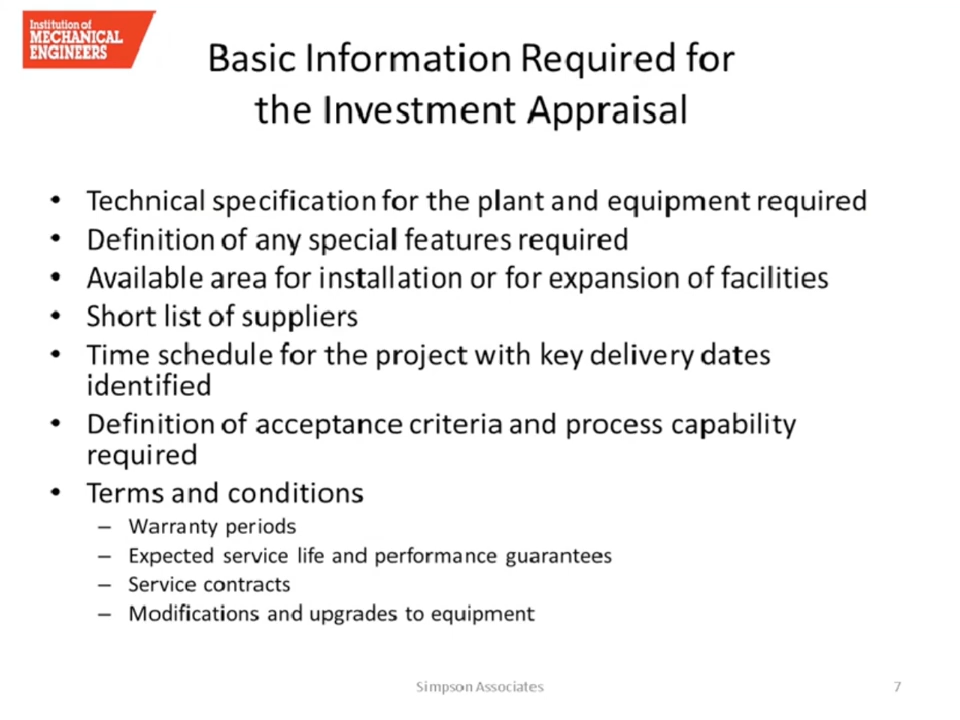 Institution of
MECHANICAL
ENGINEERS
Basic Information Required for
the Investment Appraisal
• Technical specification for the plant and equipment required
• Definition of any special features required
• Available area for installation or for expansion of facilities
• Short list of suppliers
• Time schedule for the project with key delivery dates
identified
• Definition of acceptance criteria and process capability
required
• Terms and conditions
– Warranty periods
– Expected service life and performance guarantees
– Service contracts
– Modifications and upgrades to equipment
Simpson Associates
7